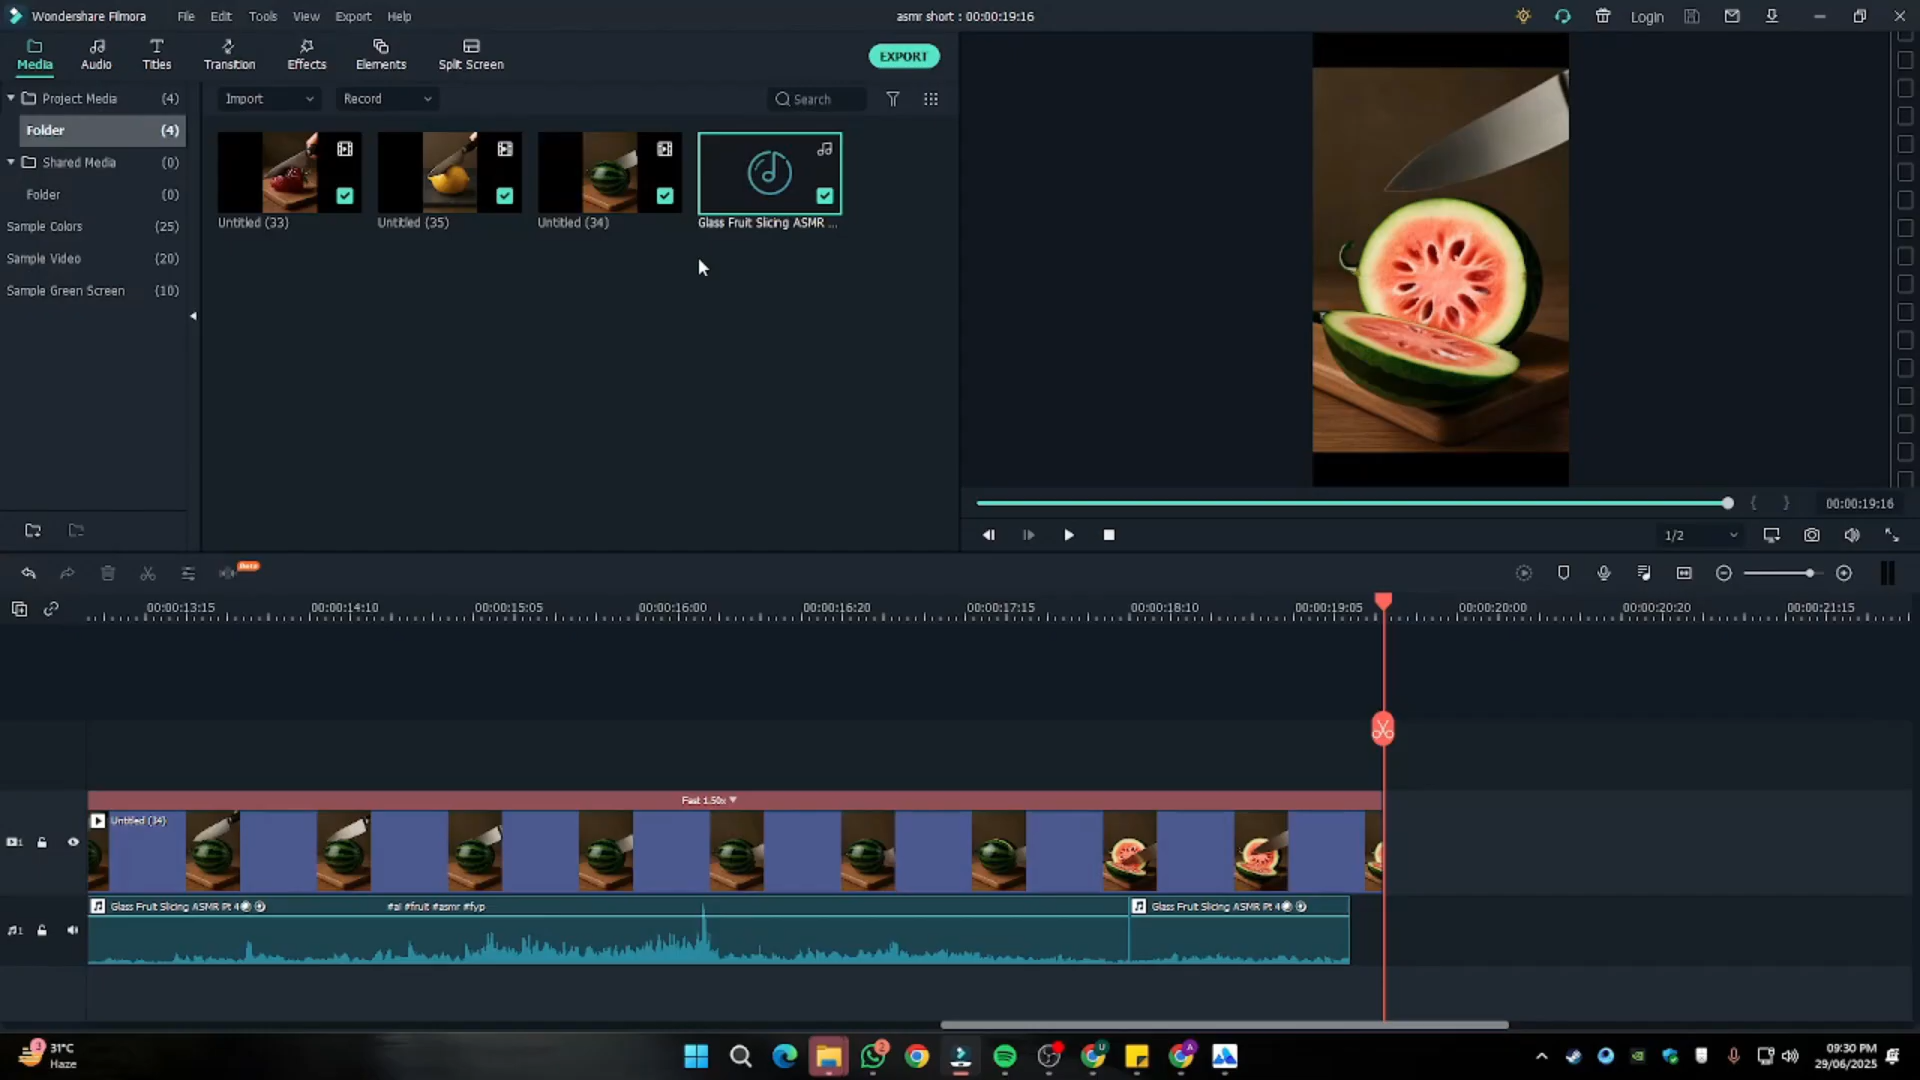 Wondershare Filmora File Edit Tools View Export Help
asmr short : 00:00:19:16
Login
Media Audio Titles Transition Effects Elements Split Screen
EXPORT
Project Media (4)
Folder (4)
Shared Media (0)
Folder (0)
Sample Colors (25)
Sample Video (20)
Sample Green Screen (10)
Import Record Search
Untitled (33) Untitled (35) Untitled (34) Glass Fruit Slicing ASMR ...
00:00:19:16
1/2
Beta
00:00:13:15 00:00:14:10 00:00:15:05 00:00:16:00 00:00:16:20 00:00:17:15 00:00:18:10 00:00:19:05 00:00:20:00 00:00:20:20 00:00:21:15
Fast 1.50x
Untitled (34)
1
Glass Fruit Slicing ASMR Pt 4 #ai #fruit #asmr #fyp Glass Fruit Slicing ASMR Pt 4
1
3
31°C
Haze
2
U
A
09:30 PM
29/06/2025